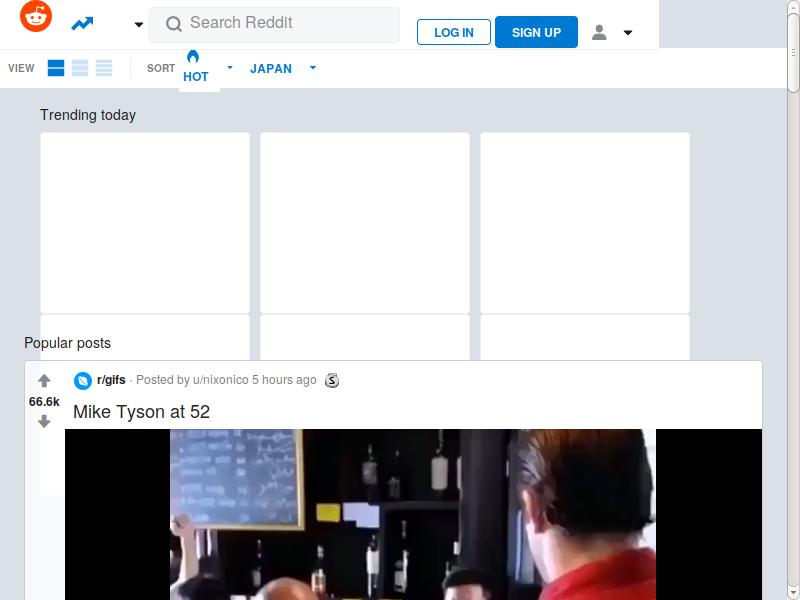 Search Reddit
LOG IN
SIGN UP
VIEW
SORT
HOT
JAPAN
Trending today
Popular posts
r/gifs · Posted by u/nixonico 5 hours ago
66.6k
Mike Tyson at 52